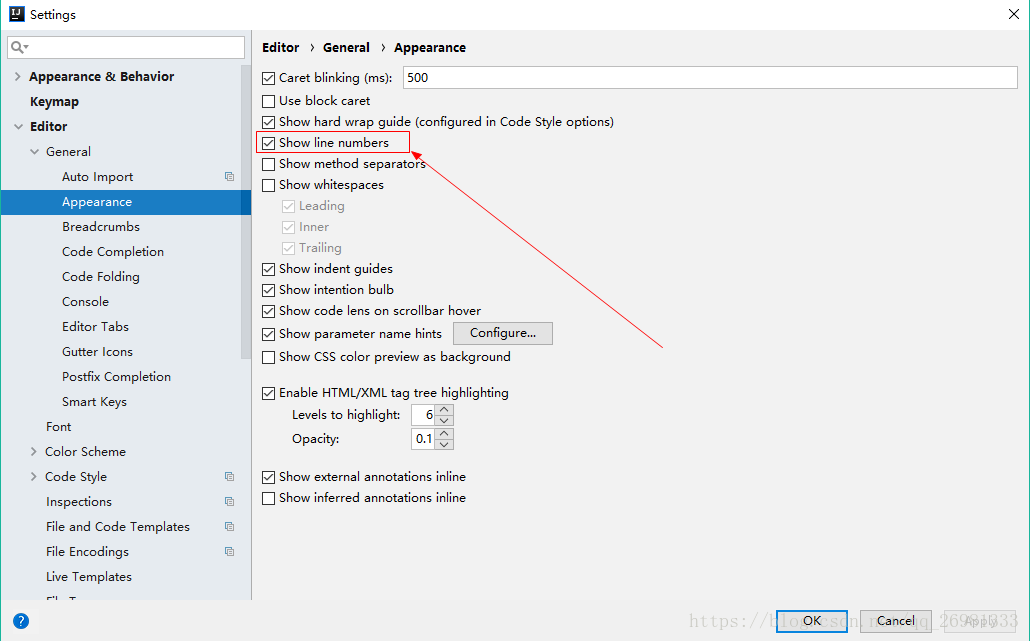 Settings
Editor › General › Appearance
Appearance & Behavior
Keymap
Editor
General
Auto Import
Appearance
Breadcrumbs
Code Completion
Code Folding
Console
Editor Tabs
Gutter Icons
Postfix Completion
Smart Keys
Font
Color Scheme
Code Style
Inspections
File and Code Templates
File Encodings
Live Templates
Caret blinking (ms): 500
Use block caret
Show hard wrap guide (configured in Code Style options)
Show line numbers
Show method separators
Show whitespaces
Leading
Inner
Trailing
Show indent guides
Show intention bulb
Show code lens on scrollbar hover
Show parameter name hints Configure...
Show CSS color preview as background
Enable HTML/XML tag tree highlighting
Levels to highlight: 6
Opacity: 0.1
Show external annotations inline
Show inferred annotations inline
? OK Cancel Apply